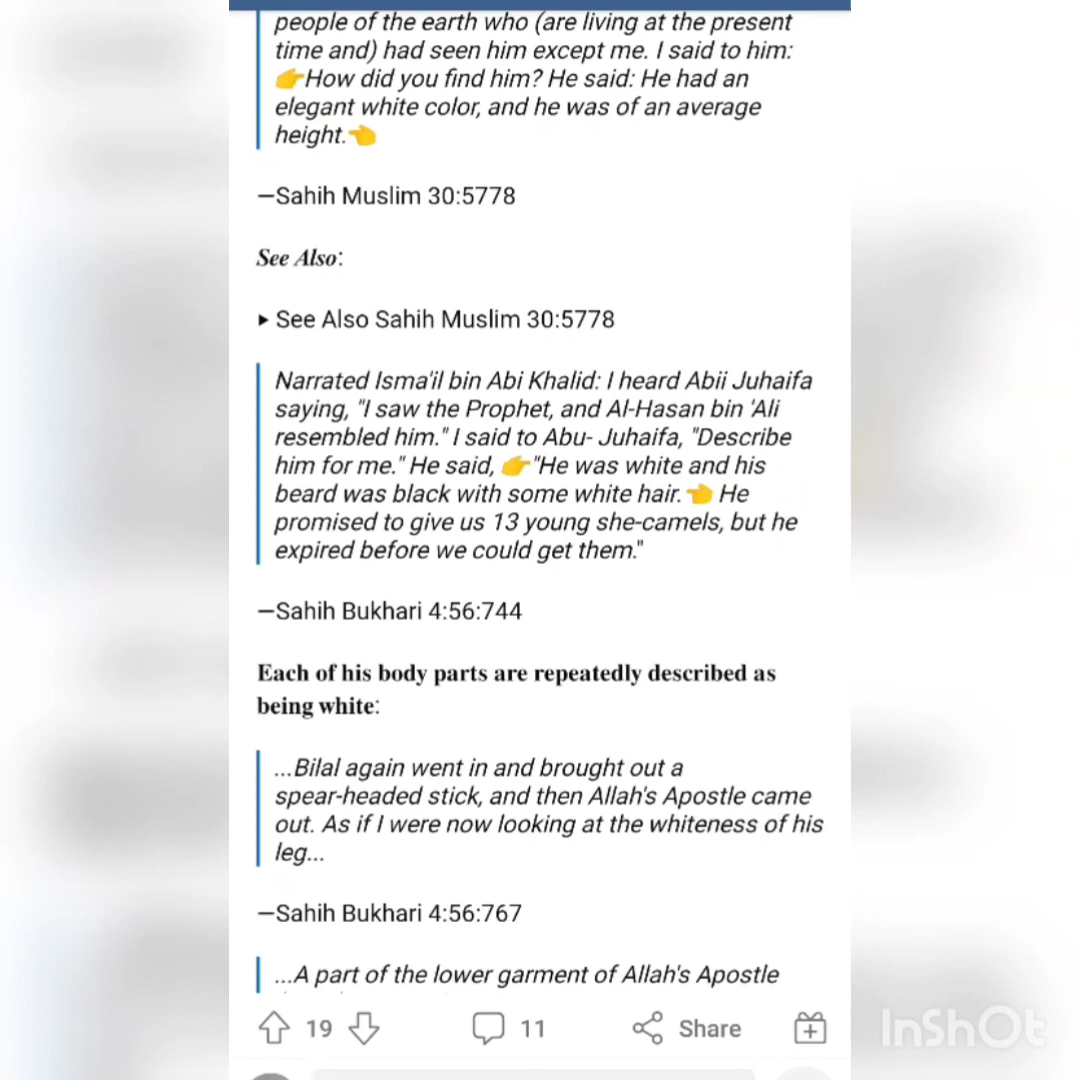 people of the earth who (are living at the present
time and) had seen him except me. I said to him:
👉How did you find him? He said: He had an
elegant white color, and he was of an average
height.👈
—Sahih Muslim 30:5778
See Also:
▸ See Also Sahih Muslim 30:5778
Narrated Isma'il bin Abi Khalid: I heard Abii Juhaifa
saying, "I saw the Prophet, and Al-Hasan bin 'Ali
resembled him." I said to Abu- Juhaifa, "Describe
him for me." He said, 👉"He was white and his
beard was black with some white hair.👈 He
promised to give us 13 young she-camels, but he
expired before we could get them."
—Sahih Bukhari 4:56:744
Each of his body parts are repeatedly described as
being white:
...Bilal again went in and brought out a
spear-headed stick, and then Allah's Apostle came
out. As if I were now looking at the whiteness of his
leg...
—Sahih Bukhari 4:56:767
...A part of the lower garment of Allah's Apostle
19
11
Share
InShOt